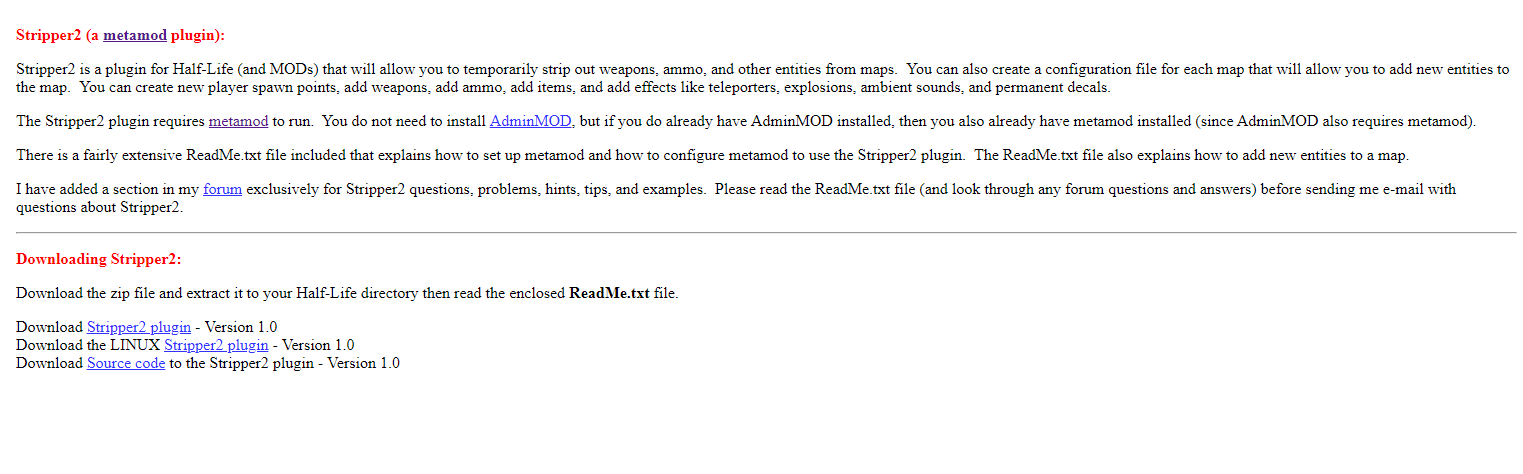 Stripper2 (a metamod plugin):
Stripper2 is a plugin for Half-Life (and MODs) that will allow you to temporarily strip out weapons, ammo, and other entities from maps.  You can also create a configuration file for each map that will allow you to add new entities to
the map.  You can create new player spawn points, add weapons, add ammo, add items, and add effects like teleporters, explosions, ambient sounds, and permanent decals.
The Stripper2 plugin requires metamod to run.  You do not need to install AdminMOD, but if you do already have AdminMOD installed, then you also already have metamod installed (since AdminMOD also requires metamod).
There is a fairly extensive ReadMe.txt file included that explains how to set up metamod and how to configure metamod to use the Stripper2 plugin.  The ReadMe.txt file also explains how to add new entities to a map.
I have added a section in my forum exclusively for Stripper2 questions, problems, hints, tips, and examples.  Please read the ReadMe.txt file (and look through any forum questions and answers) before sending me e-mail with
questions about Stripper2.
Downloading Stripper2:
Download the zip file and extract it to your Half-Life directory then read the enclosed ReadMe.txt file.
Download Stripper2 plugin - Version 1.0
Download the LINUX Stripper2 plugin - Version 1.0
Download Source code to the Stripper2 plugin - Version 1.0